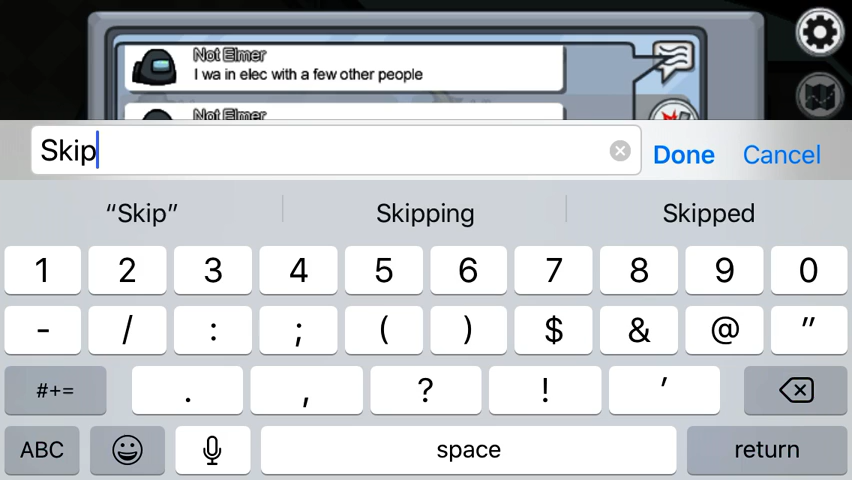 Not Elmer
I wa in elec with a few other people
Not Elmer
Skip
Done Cancel
“Skip” Skipping Skipped
1 2 3 4 5 6 7 8 9 0
- / : ; ( ) $ & @ ”
#+= . , ? ! ’
ABC space return